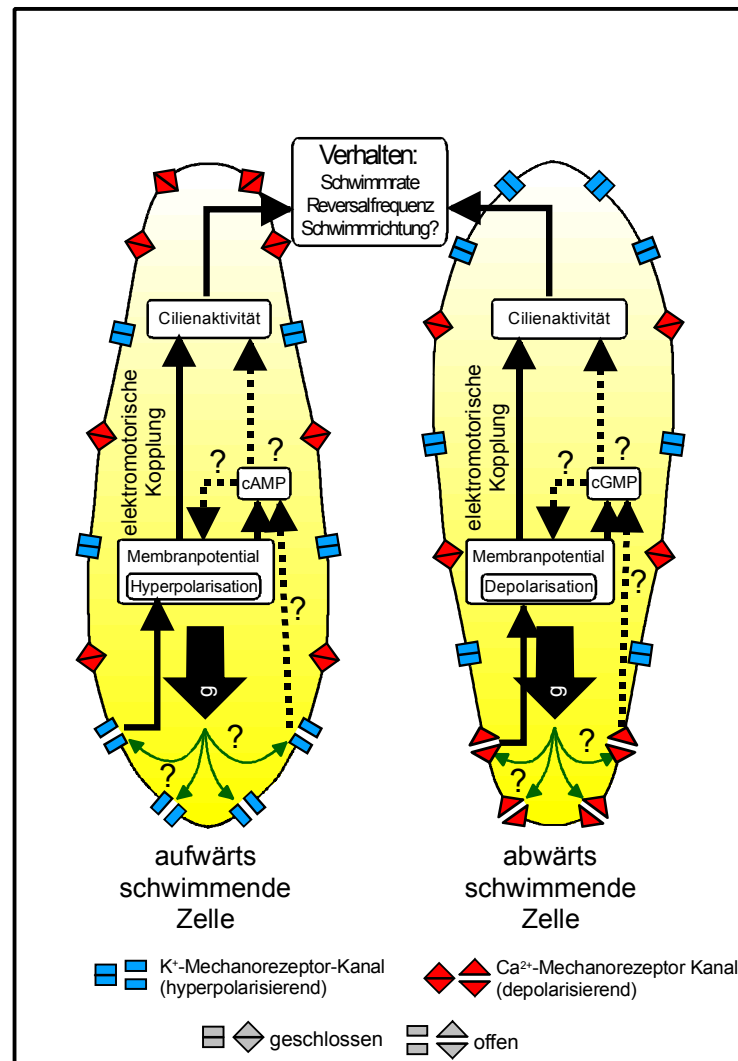 Verhalten:
Schwimmrate
Reversalfrequenz
Schwimmrichtung?
Cilienaktivität
elektromotorische
Kopplung
?
?
cAMP
?
Membranpotential
Hyperpolarisation
g
?
?
aufwärts
schwimmende
Zelle
Cilienaktivität
elektromotorische
Kopplung
?
?
cGMP
?
Membranpotential
Depolarisation
g
?
?
abwärts
schwimmende
Zelle
K⁺-Mechanorezeptor-Kanal
(hyperpolarisierend)
Ca²⁺-Mechanorezeptor Kanal
(depolarisierend)
geschlossen
offen